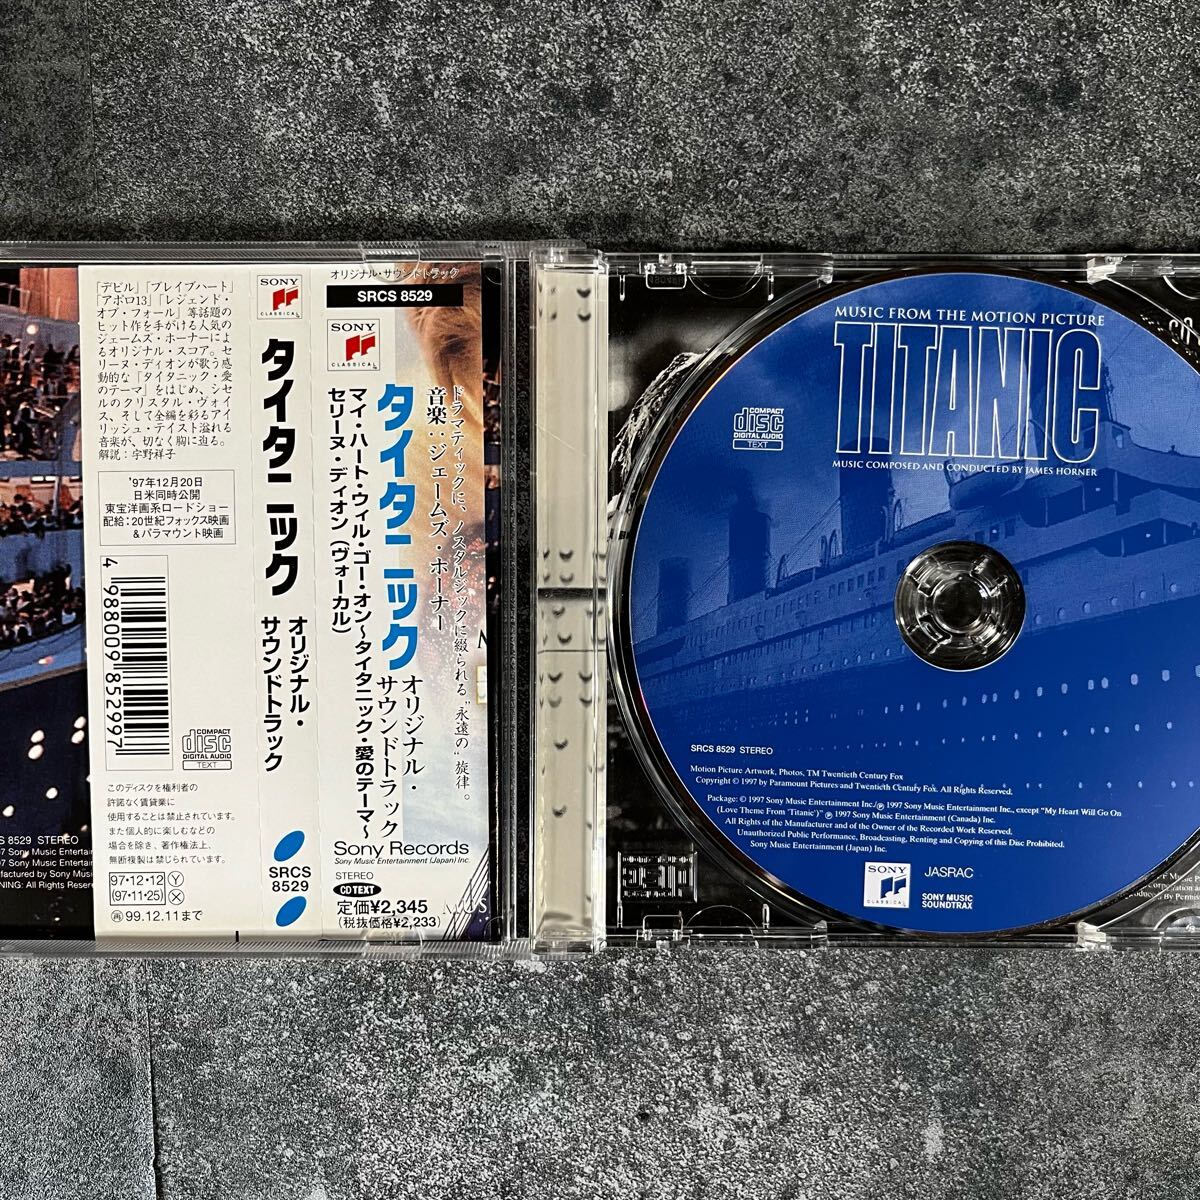 「デビル」「ブレイブハート」
「アポロ13」「レジェンド・
オブ・フォール」等話題の
ヒット作を手がける人気の
ジェームズ・ホーナーによ
るオリジナル・スコア。セ
リーヌ・ディオンが歌う感
動的な「タイタニック・愛
のテーマ」をはじめ、シセ
ルのクリスタル・ヴォイ
ス、そして全編を彩るアイ
リッシュ・テイスト溢れる
音楽が、切なく胸に迫る。
解説:宇野祥子
'97年12月20日
日米同時公開
東宝洋画系ロードショー
配給:20世紀フォックス映画
&パラマウント映画
4 988009 852997
COMPACT
disc
DIGITAL AUDIO
TEXT
このディスクを権利者の
許諾なく賃貸業に
使用することは禁止されています。
また個人的に楽しむなどの
場合を除き、著作権法上、
無断複製は禁じられています。
97・12・12 Y
(97・11・25) X
再 99.12.11まで
S 8529 STEREO
SONY
CLASSICAL
タイタニック
オリジナル・
サウンドトラック
SRCS
8529
オリジナル・サウンドトラック
SRCS 8529
SONY
CLASSICAL
ドラマティックに、ノスタルジックに綴られる"永遠の"旋律。
音楽:ジェームズ・ホーナー
タイタニック
オリジナル・
サウンドトラック
マイ・ハート・ウィル・ゴー・オン〜タイタニック・愛のテーマ〜
セリーヌ・ディオン(ヴォーカル)
Sony Records
Sony Music Entertainment (Japan) Inc.
STEREO
CD TEXT
定価¥2,345
(税抜価格¥2,233)
MUSIC FROM THE MOTION PICTURE
TITANIC
MUSIC COMPOSED AND CONDUCTED BY JAMES HORNER
COMPACT
disc
DIGITAL AUDIO
TEXT
SRCS 8529 STEREO
Motion Picture Artwork, Photos, TM Twentieth Century Fox
Copyright © 1997 by Paramount Pictures and Twentieth Century Fox. All Rights Reserved.
Package: © 1997 Sony Music Entertainment Inc./℗ 1997 Sony Music Entertainment Inc., except "My Heart Will Go On
(Love Theme From 'Titanic')" ℗ 1997 Sony Music Entertainment (Canada) Inc.
All Rights of the Manufacturer and of the Owner of the Recorded Work Reserved.
Unauthorized Public Performance, Broadcasting, Renting and Copying of this Disc Prohibited.
Sony Music Entertainment (Japan) Inc.
SONY
CLASSICAL
JASRAC
SONY MUSIC
SOUNDTRAX